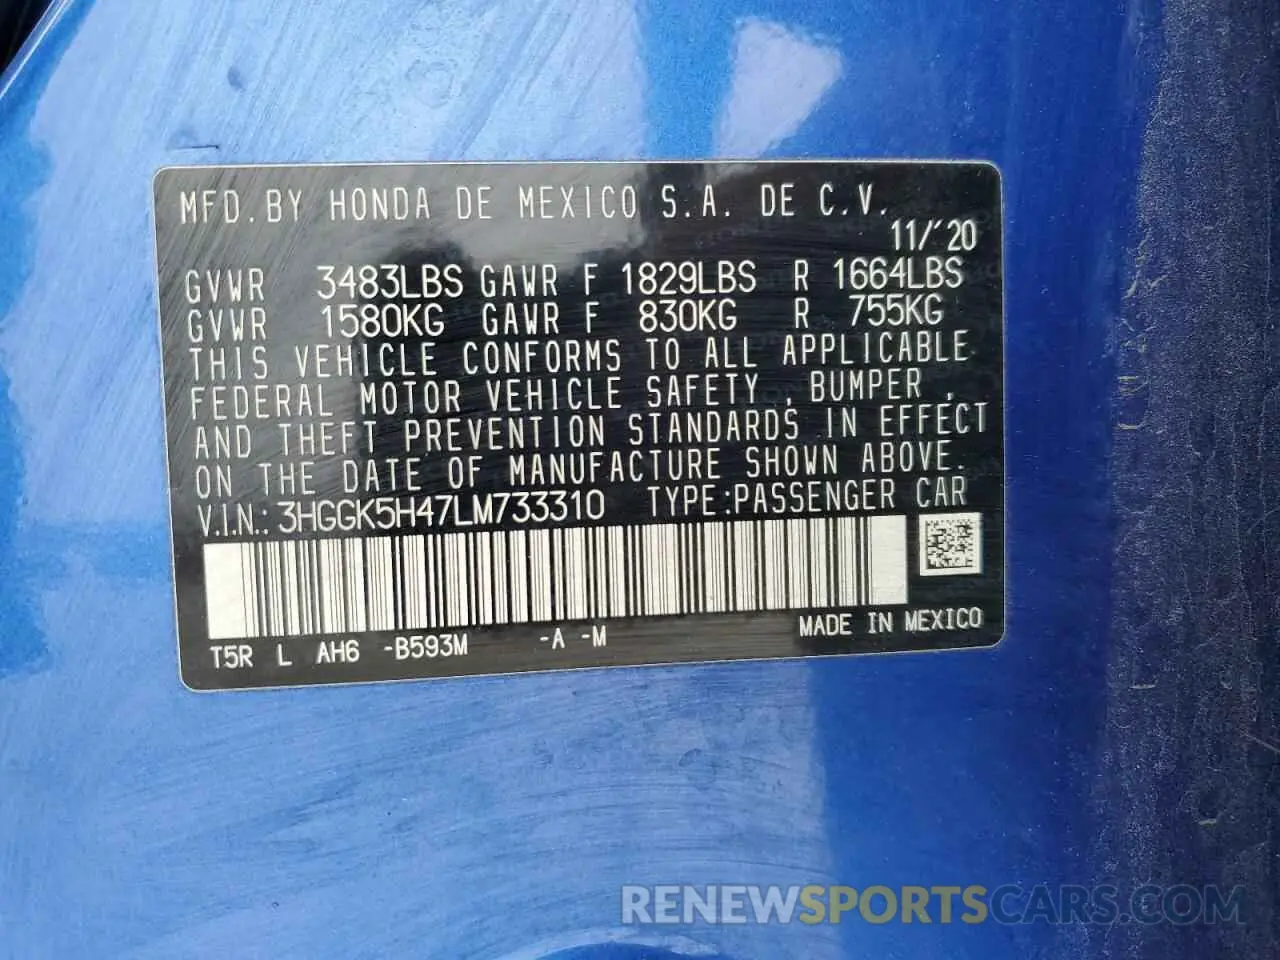 MFD.BY HONDA DE MEXICO S.A. DE C.V.
11/'20
GVWR 3483LBS GAWR F 1829LBS R 1664LBS
GVWR 1580KG GAWR F 830KG R 755KG
THIS VEHICLE CONFORMS TO ALL APPLICABLE
FEDERAL MOTOR VEHICLE SAFETY, BUMPER,
AND THEFT PREVENTION STANDARDS IN EFFECT
ON THE DATE OF MANUFACTURE SHOWN ABOVE.
V.I.N.: 3HGGK5H47LM733310 TYPE:PASSENGER CAR
MADE IN MEXICO
T5R L AH6 -B593M -A -M
RENEWSPORTSCARS.COM